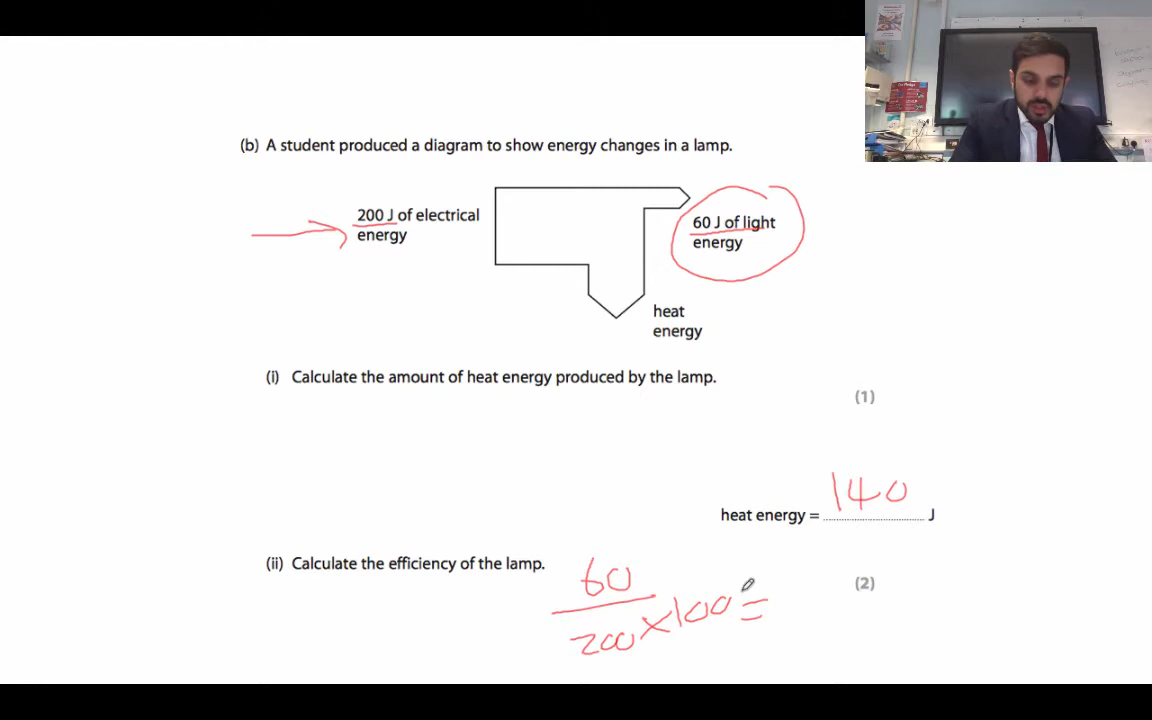 (b) A student produced a diagram to show energy changes in a lamp.
200 J of electrical
energy
60 J of light
energy
heat
energy
(i) Calculate the amount of heat energy produced by the lamp.
(1)
140
heat energy = J
(ii) Calculate the efficiency of the lamp.
(2)
60
200 × 100 =